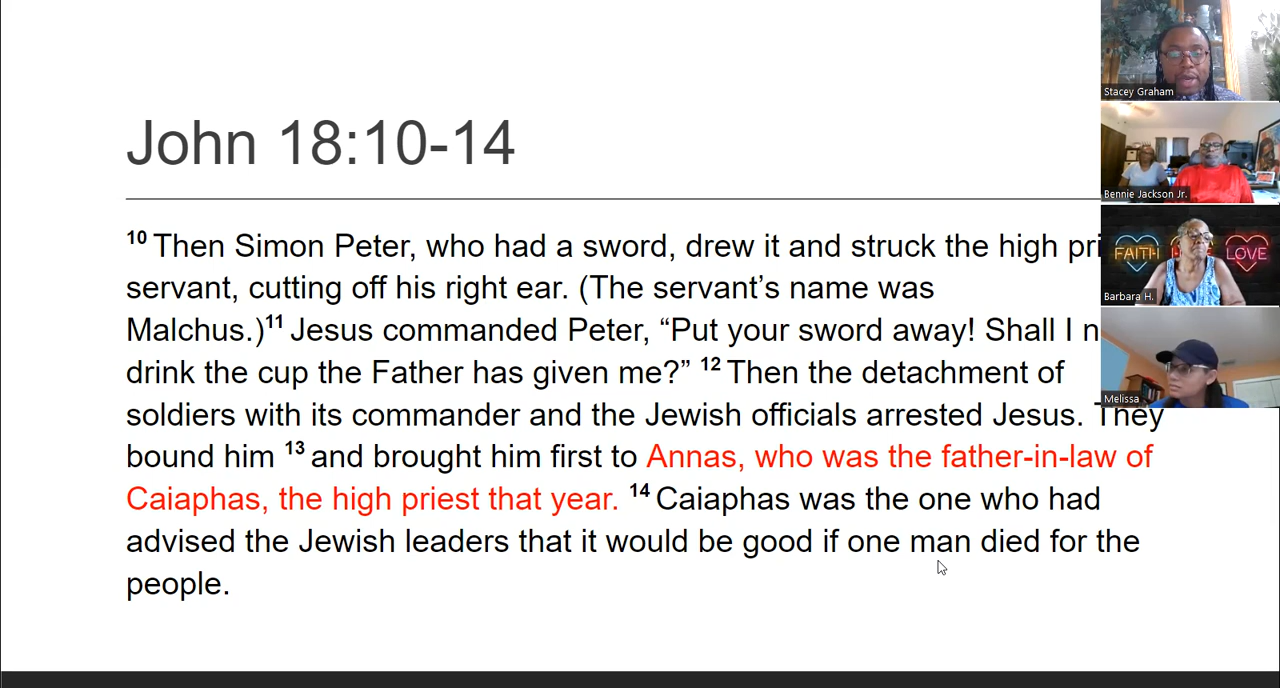 John 18:10-14
10 Then Simon Peter, who had a sword, drew it and struck the high
servant, cutting off his right ear. (The servant’s name was
Malchus.)11 Jesus commanded Peter, “Put your sword away! Shall I
drink the cup the Father has given me?” 12 Then the detachment of
soldiers with its commander and the Jewish officials arrested Jesus. They
bound him 13 and brought him first to Annas, who was the father-in-law of
Caiaphas, the high priest that year. 14 Caiaphas was the one who had
advised the Jewish leaders that it would be good if one man died for the
people.
Stacey Graham
Bennie Jackson Jr.
FAITH LOVE
Barbara H.
Melissa